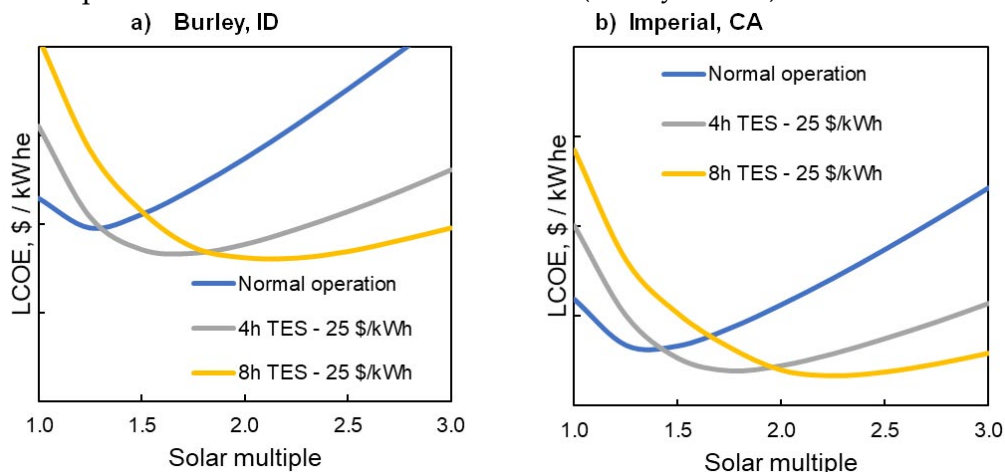 a) Burley, ID
LCOE, $ / kWhe
Normal operation
4h TES - 25 $/kWh
8h TES - 25 $/kWh
1.0 1.5 2.0 2.5 3.0
Solar multiple
b) Imperial, CA
LCOE, $ / kWhe
Normal operation
4h TES - 25 $/kWh
8h TES - 25 $/kWh
1.0 1.5 2.0 2.5 3.0
Solar multiple